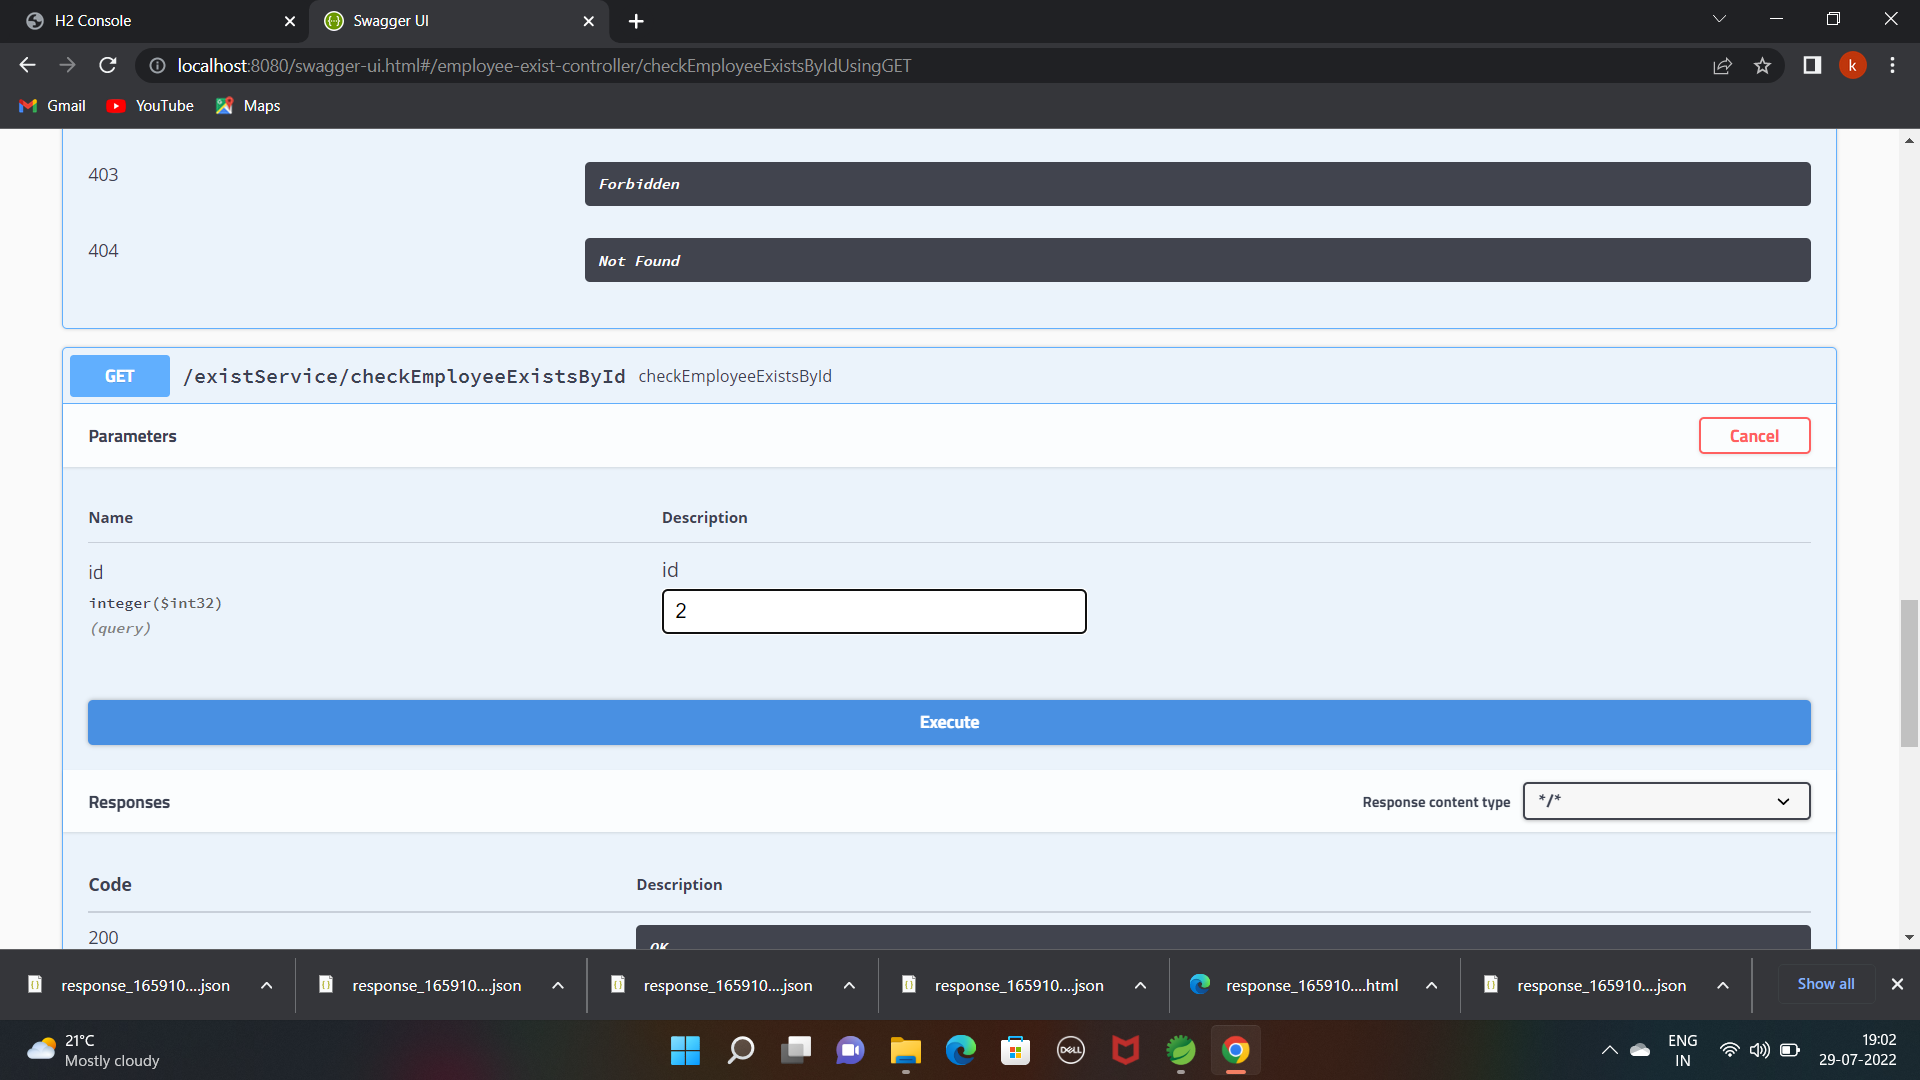 H2 Console
Swagger UI
localhost:8080/swagger-ui.html#/employee-exist-controller/checkEmployeeExistsByIdUsingGET
k
Gmail
YouTube
Maps
403
Forbidden
404
Not Found
GET
/existService/checkEmployeeExistsById
checkEmployeeExistsById
Parameters
Cancel
Name
Description
id
id
integer($int32)
2
(query)
Execute
Responses
Response content type
*/*
Code
Description
200
OK
response_165910....json
response_165910....json
response_165910....json
response_165910....json
response_165910....html
response_165910....json
Show all
21°C
Mostly cloudy
DELL
ENG
IN
19:02
29-07-2022